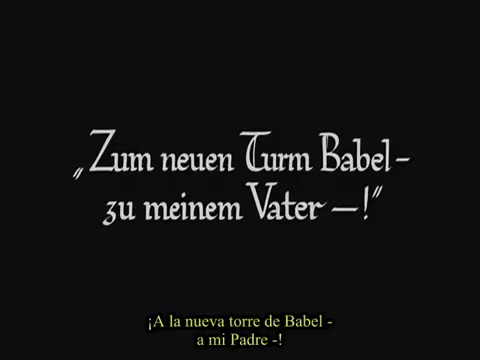 „Zum neuen Turm Babel –
zu meinem Vater – !"
¡A la nueva torre de Babel -
a mi Padre -!